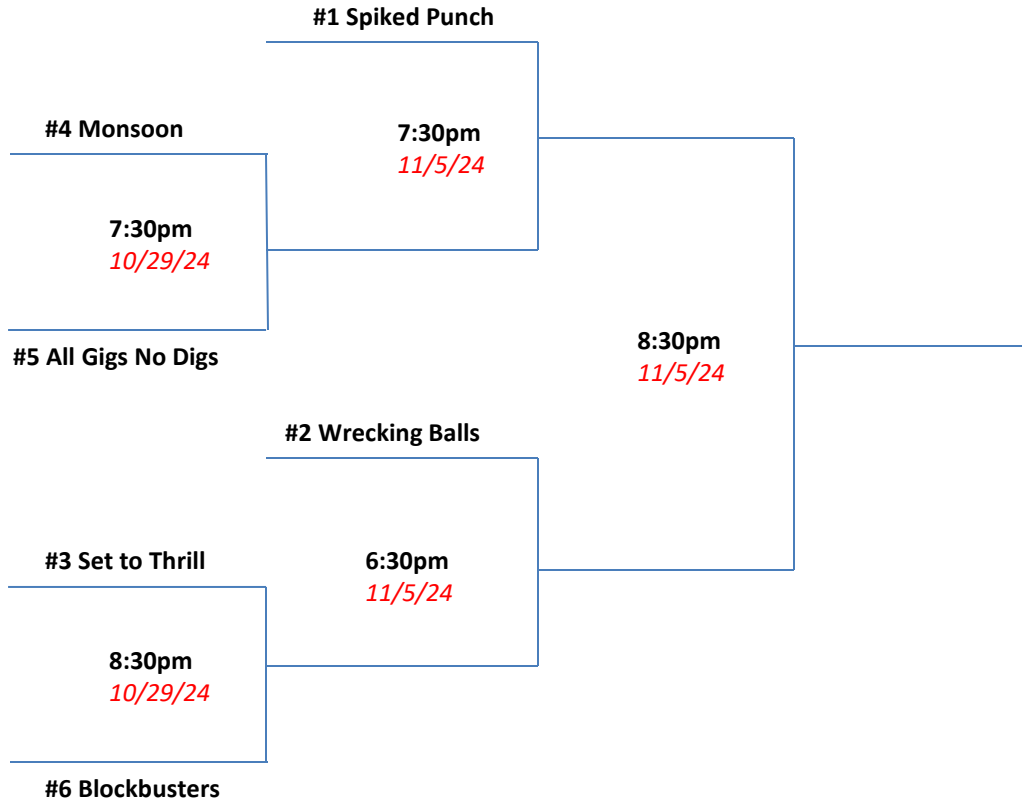 #1 Spiked Punch
#4 Monsoon
7:30pm
11/5/24
7:30pm
10/29/24
#5 All Gigs No Digs
8:30pm
11/5/24
#2 Wrecking Balls
#3 Set to Thrill
6:30pm
11/5/24
8:30pm
10/29/24
#6 Blockbusters